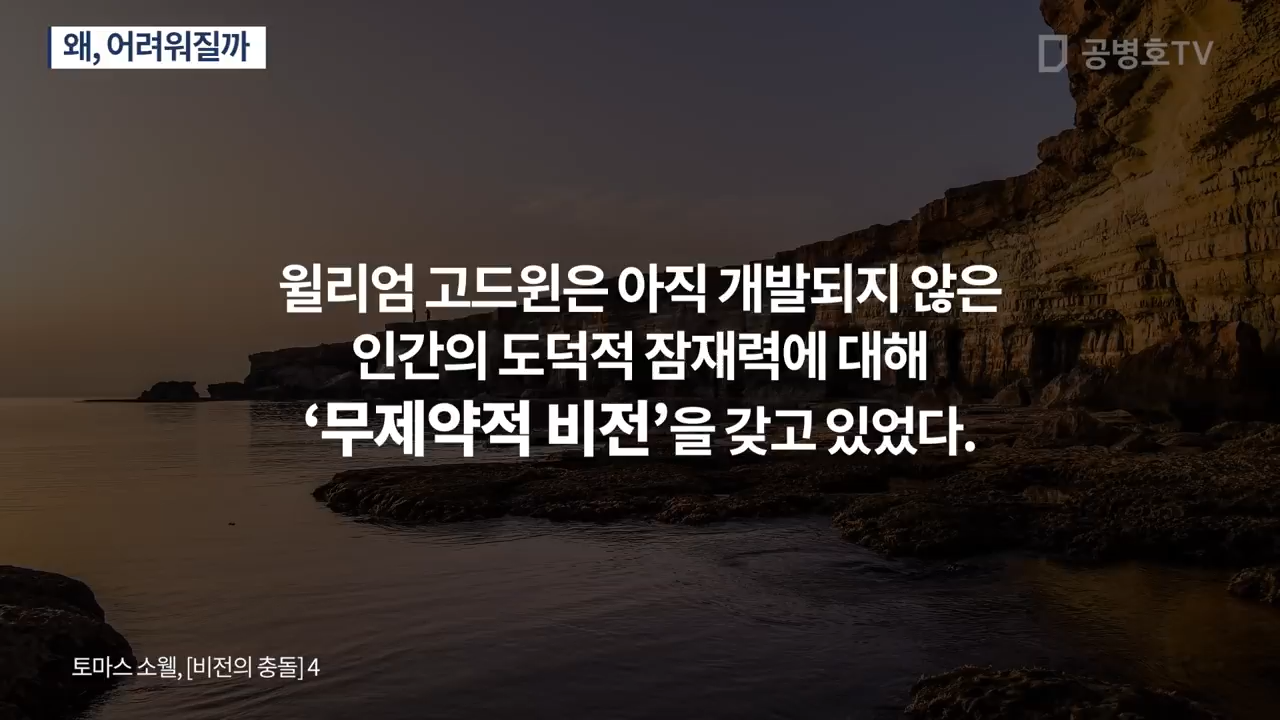 왜, 어려워질까
공병호TV
윌리엄 고드윈은 아직 개발되지 않은
인간의 도덕적 잠재력에 대해
‘무제약적 비전’을 갖고 있었다.
토마스 소웰, [비전의 충돌] 4